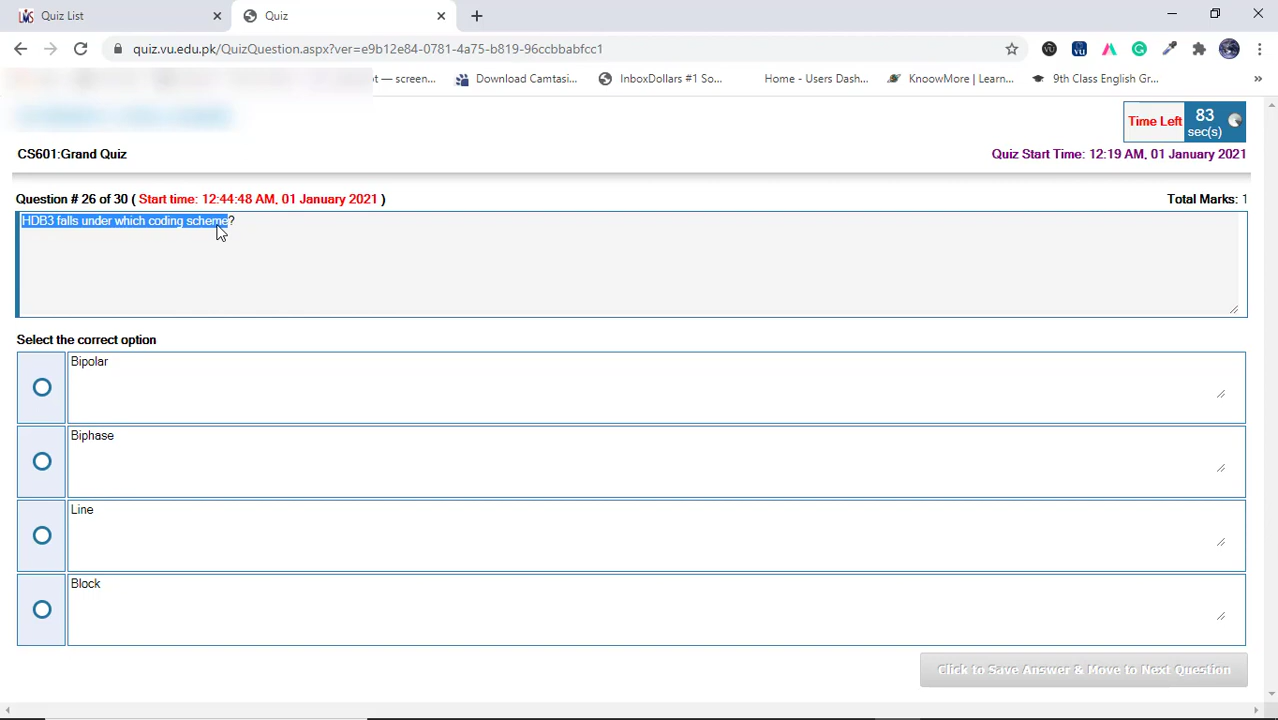 Quiz List
Quiz
quiz.vu.edu.pk/QuizQuestion.aspx?ver=e9b12e84-0781-4a75-b819-96ccbbabfcc1
pt — screen...
Download Camtasi...
InboxDollars #1 So...
Home - Users Dash...
KnoowMore | Learn...
9th Class English Gr...
»
Time Left 83 sec(s)
CS601:Grand Quiz
Quiz Start Time: 12:19 AM, 01 January 2021
Question # 26 of 30 ( Start time: 12:44:48 AM, 01 January 2021 )
Total Marks: 1
HDB3 falls under which coding scheme?
Select the correct option
Bipolar
Biphase
Line
Block
Click to Save Answer & Move to Next Question